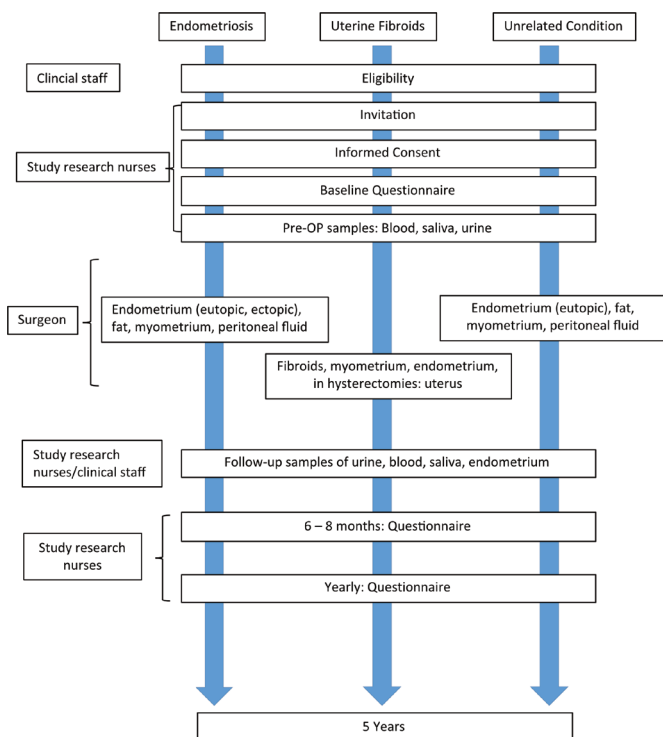 Endometriosis
Uterine Fibroids
Unrelated Condition
Clincial staff
Eligibility
Invitation
Informed Consent
Study research nurses
Baseline Questionnaire
Pre-OP samples: Blood, saliva, urine
Surgeon
Endometrium (eutopic, ectopic),
fat, myometrium, peritoneal fluid
Endometrium (eutopic), fat,
myometrium, peritoneal fluid
Fibroids, myometrium, endometrium,
in hysterectomies: uterus
Study research
nurses/clinical staff
Follow-up samples of urine, blood, saliva, endometrium
6 – 8 months: Questionnaire
Study research
nurses
Yearly: Questionnaire
5 Years